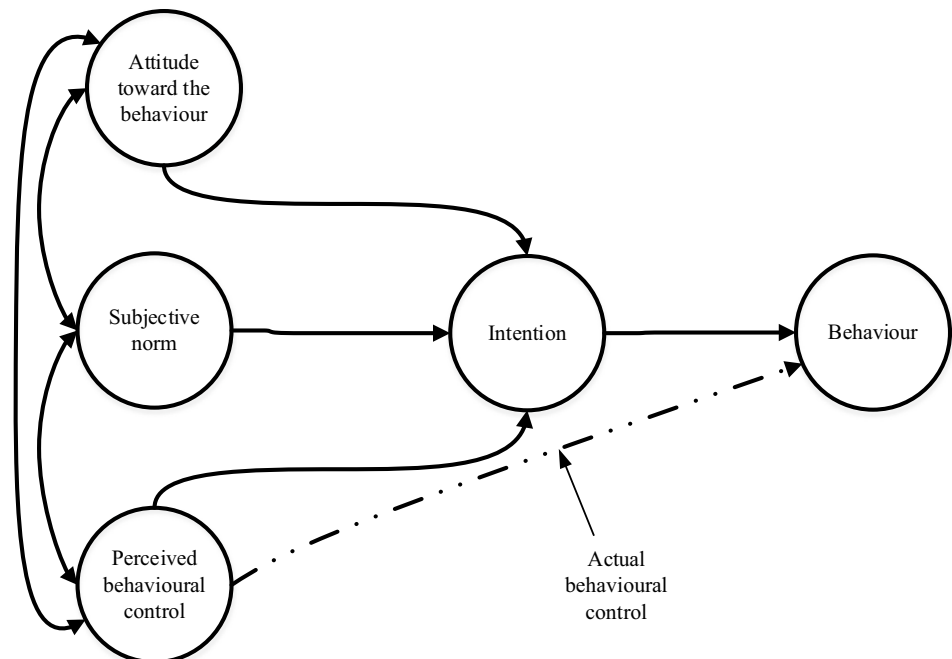 Attitude
toward the
behaviour
Subjective
norm
Intention
Behaviour
Perceived
behavioural
control
Actual
behavioural
control